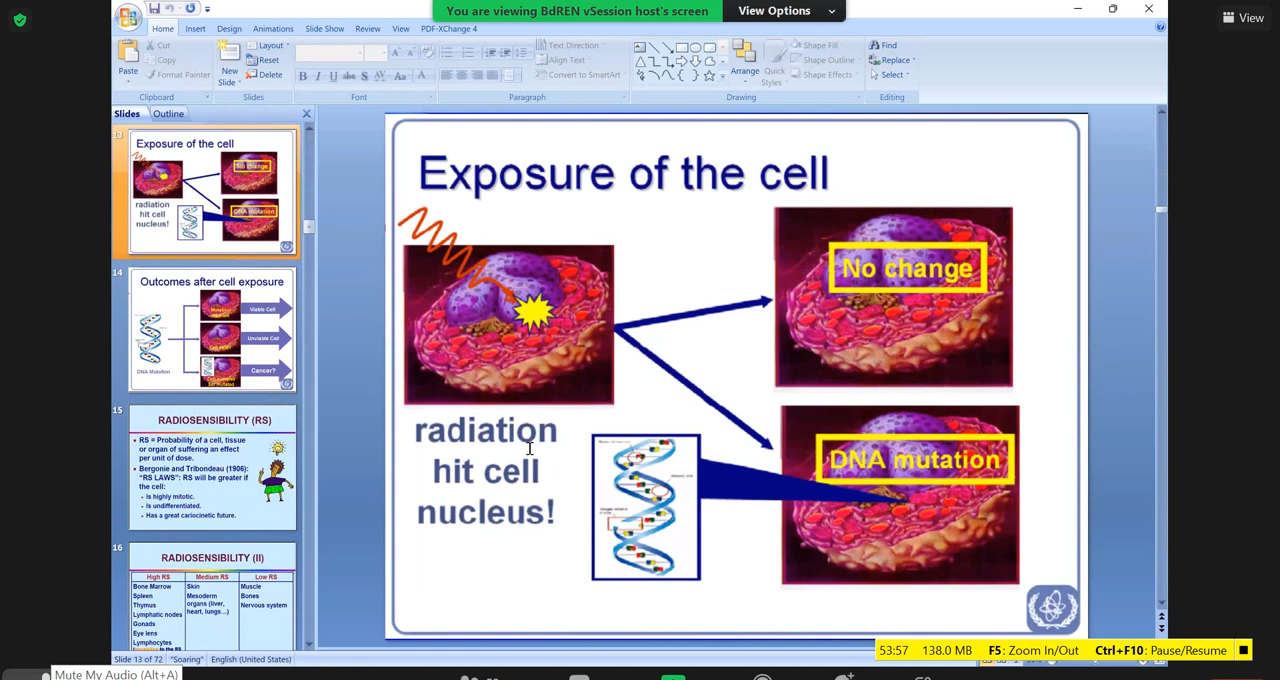 You are viewing BdREN vSession host's screen
View Options
View
Home Insert Design Animations Slide Show Review View PDF-XChange 4
Paste
Cut
Copy
Format Painter
Clipboard
New Slide
Layout
Reset
Delete
Slides
Font
Text Direction
Align Text
Convert to SmartArt
Paragraph
Arrange
Quick Styles
Shape Fill
Shape Outline
Shape Effects
Drawing
Find
Replace
Select
Editing
Slides Outline
13
Exposure of the cell
No change
radiation
hit cell
nucleus!
DNA mutation
14
Outcomes after cell exposure
Viable Cell
Unviable Cell
DNA Mutation
Cancer?
15
RADIOSENSIBILITY (RS)
RS = Probability of a cell, tissue
or organ of suffering an effect
per unit of dose.
Bergonie and Tribondeau (1906):
"RS LAWS": RS will be greater if
the cell:
Is highly mitotic.
Is undifferentiated.
Has a great cariocinetic future.
16
RADIOSENSIBILITY (II)
High RS Medium RS Low RS
Bone Marrow
Spleen
Thymus
Lymphatic nodes
Gonads
Eye lens
Lymphocytes
Skin
Mesoderm
organs (liver,
heart, lungs...)
Muscle
Bones
Nervous system
Exposure of the cell
No change
radiation
hit cell
nucleus!
DNA mutation
Slide 13 of 72 "Soaring" English (United States)
53:57 138.0 MB F5: Zoom In/Out Ctrl+F10: Pause/Resume
Mute My Audio (Alt+A)